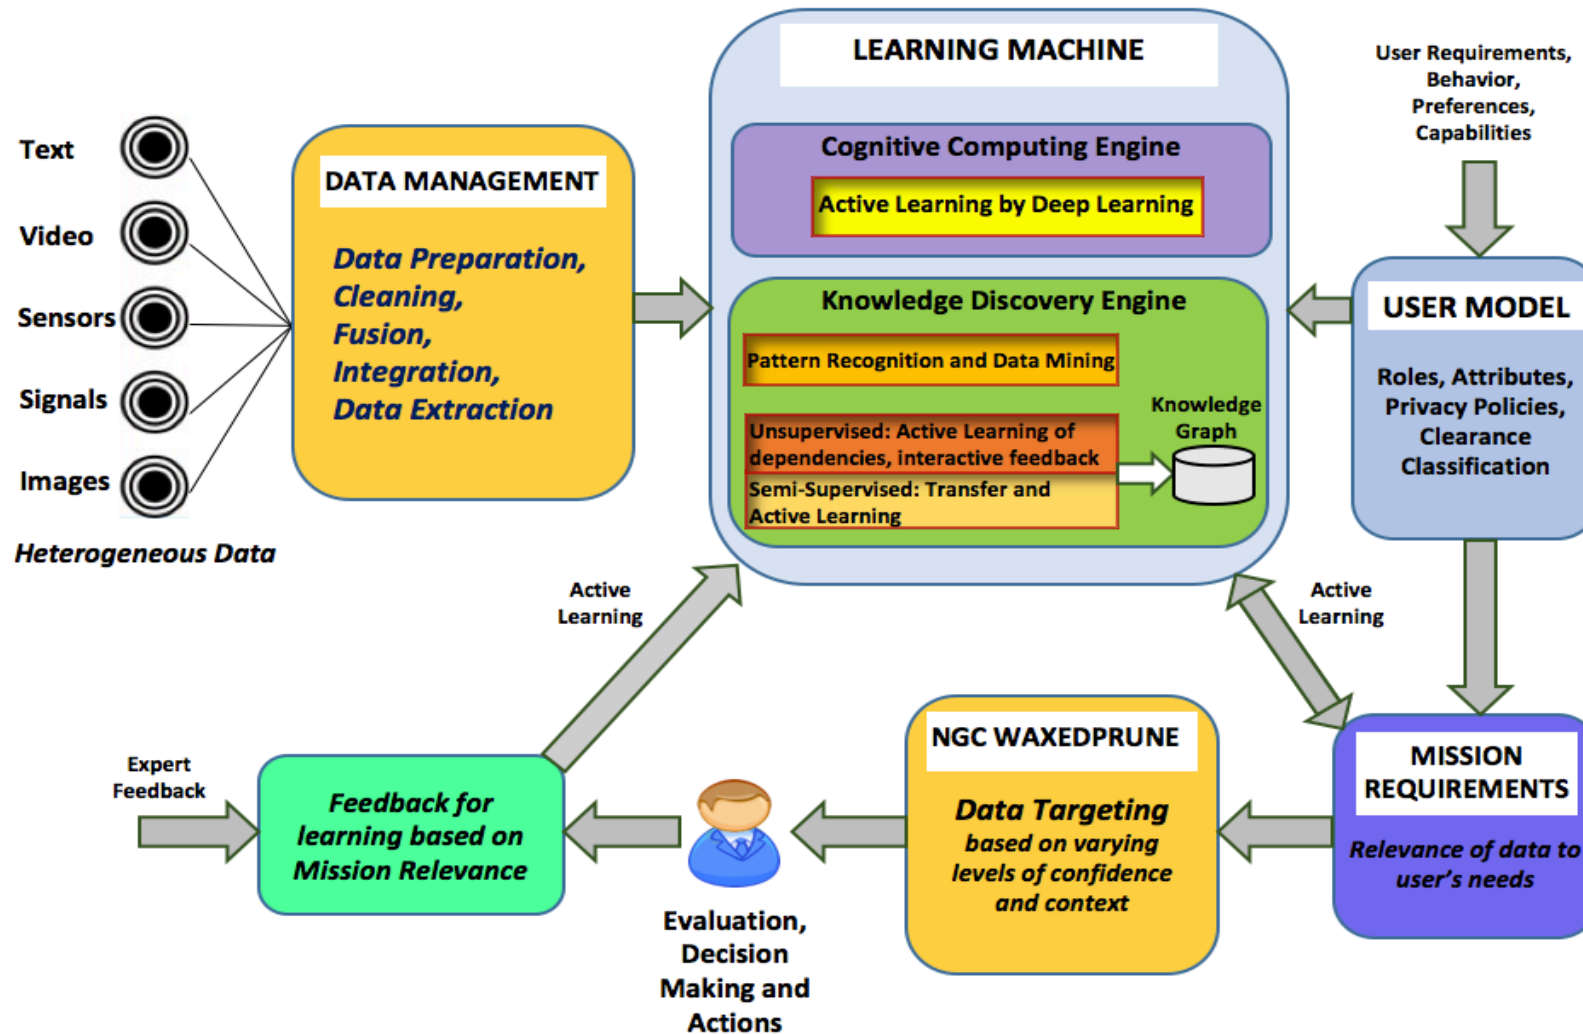 LEARNING MACHINE
User Requirements,
Behavior,
Preferences,
Capabilities
Text
Video
Sensors
Signals
Images
Heterogeneous Data
DATA MANAGEMENT
Data Preparation,
Cleaning,
Fusion,
Integration,
Data Extraction
Cognitive Computing Engine
Active Learning by Deep Learning
Knowledge Discovery Engine
Pattern Recognition and Data Mining
Unsupervised: Active Learning of
dependencies, interactive feedback
Semi-Supervised: Transfer and
Active Learning
Knowledge
Graph
USER MODEL
Roles, Attributes,
Privacy Policies,
Clearance
Classification
Active
Learning
Active
Learning
Expert
Feedback
Feedback for
learning based on
Mission Relevance
Evaluation,
Decision
Making and
Actions
NGC WAXEDPRUNE
Data Targeting
based on varying
levels of confidence
and context
MISSION
REQUIREMENTS
Relevance of data to
user's needs